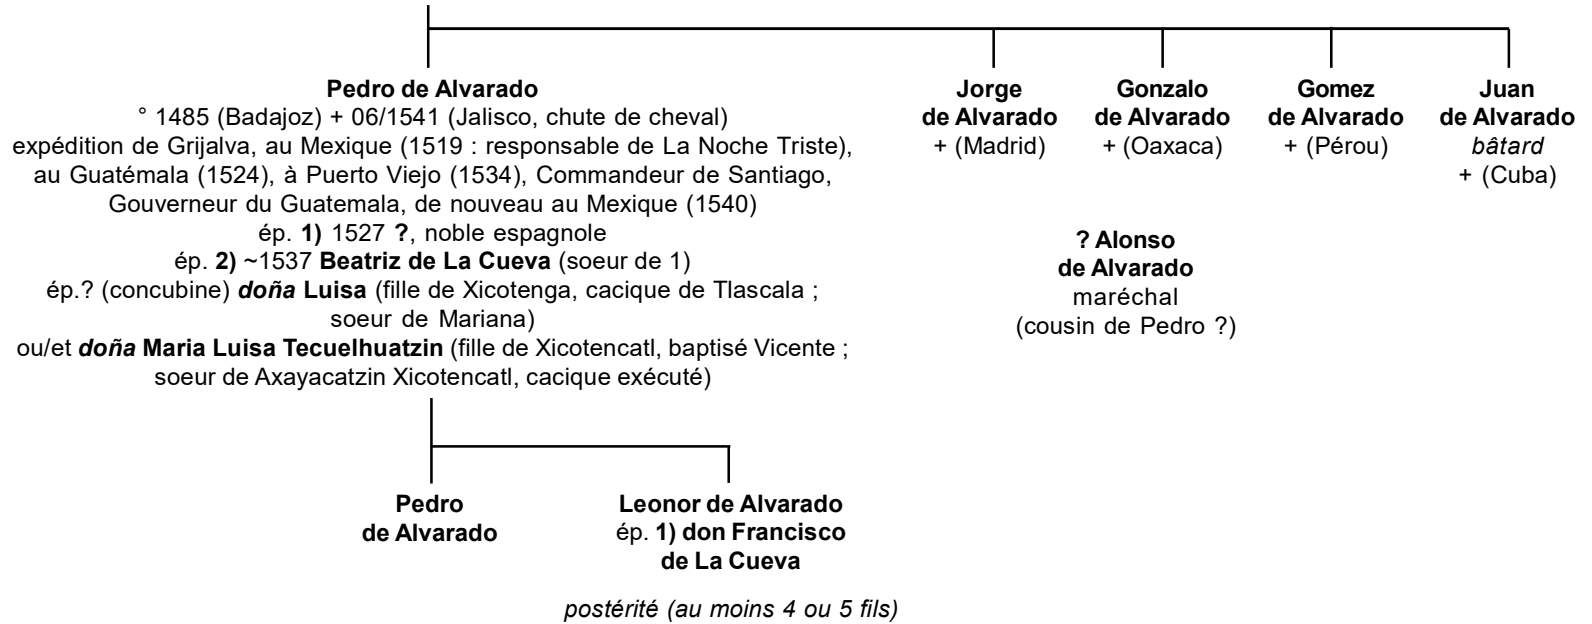 Pedro de Alvarado
° 1485 (Badajoz) + 06/1541 (Jalisco, chute de cheval)
expédition de Grijalva, au Mexique (1519 : responsable de La Noche Triste),
au Guatémala (1524), à Puerto Viejo (1534), Commandeur de Santiago,
Gouverneur du Guatemala, de nouveau au Mexique (1540)
ép. 1) 1527 ?, noble espagnole
ép. 2) ~1537 Beatriz de La Cueva (soeur de 1)
ép.? (concubine) doña Luisa (fille de Xicotenga, cacique de Tlascala ;
soeur de Mariana)
ou/et doña Maria Luisa Tecuelhuatzin (fille de Xicotencatl, baptisé Vicente ;
soeur de Axayacatzin Xicotencatl, cacique exécuté)
Jorge
de Alvarado
+ (Madrid)
Gonzalo
de Alvarado
+ (Oaxaca)
Gomez
de Alvarado
+ (Pérou)
Juan
de Alvarado
bâtard
+ (Cuba)
? Alonso
de Alvarado
maréchal
(cousin de Pedro ?)
Pedro
de Alvarado
Leonor de Alvarado
ép. 1) don Francisco
de La Cueva
postérité (au moins 4 ou 5 fils)